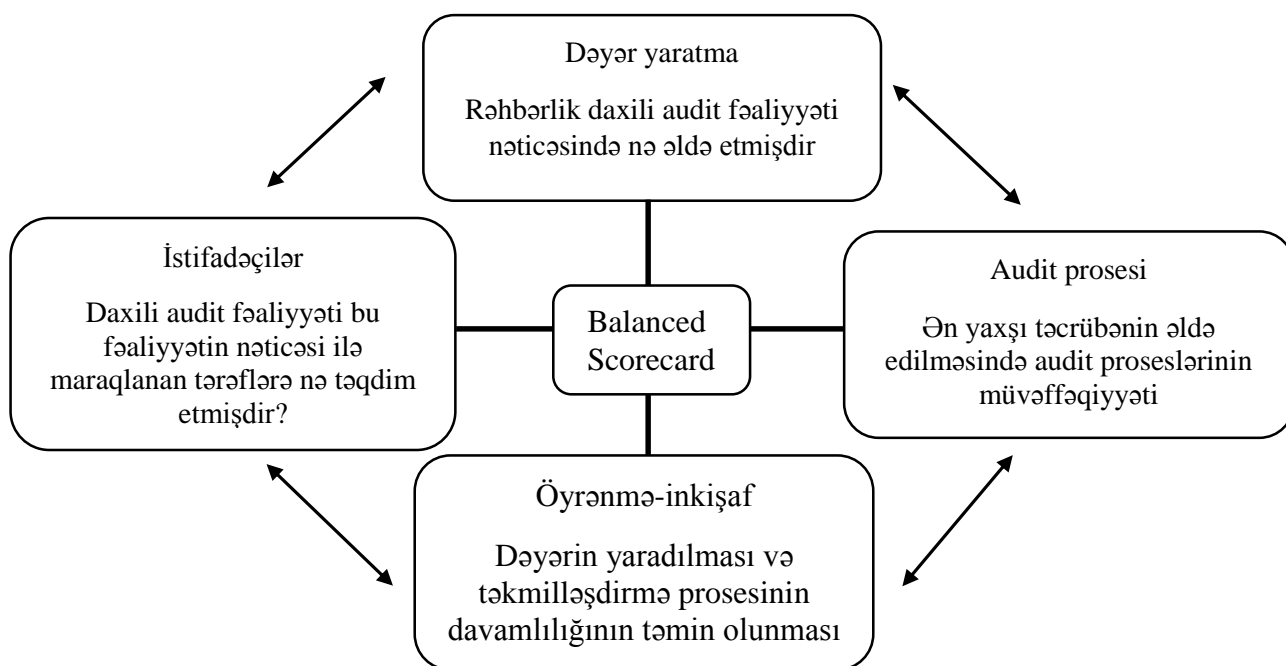 Dəyər yaratma
Rəhbərlik daxili audit fəaliyyəti
nəticəsində nə əldə etmişdir
İstifadəçilər
Daxili audit fəaliyyəti bu
fəaliyyətin nəticəsi ilə
maraqlanan tərəflərə nə təqdim
etmişdir?
Balanced
Scorecard
Audit prosesi
Ən yaxşı təcrübənin əldə
edilməsində audit proseslərinin
müvəffəqiyyəti
Öyrənmə-inkişaf
Dəyərin yaradılması və
təkmilləşdirmə prosesinin
davamlılığının təmin olunması